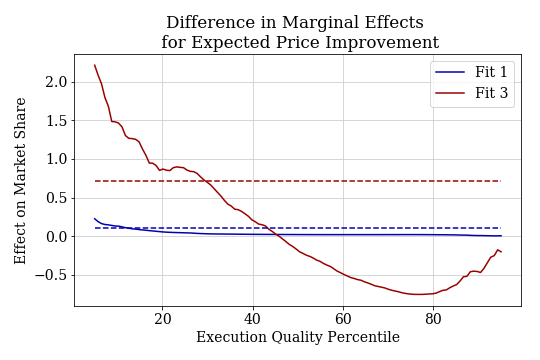 Difference in Marginal Effects
for Expected Price Improvement
Effect on Market Share
2.0
1.5
1.0
0.5
0.0
−0.5
Fit 1
Fit 3
20
40
60
80
Execution Quality Percentile